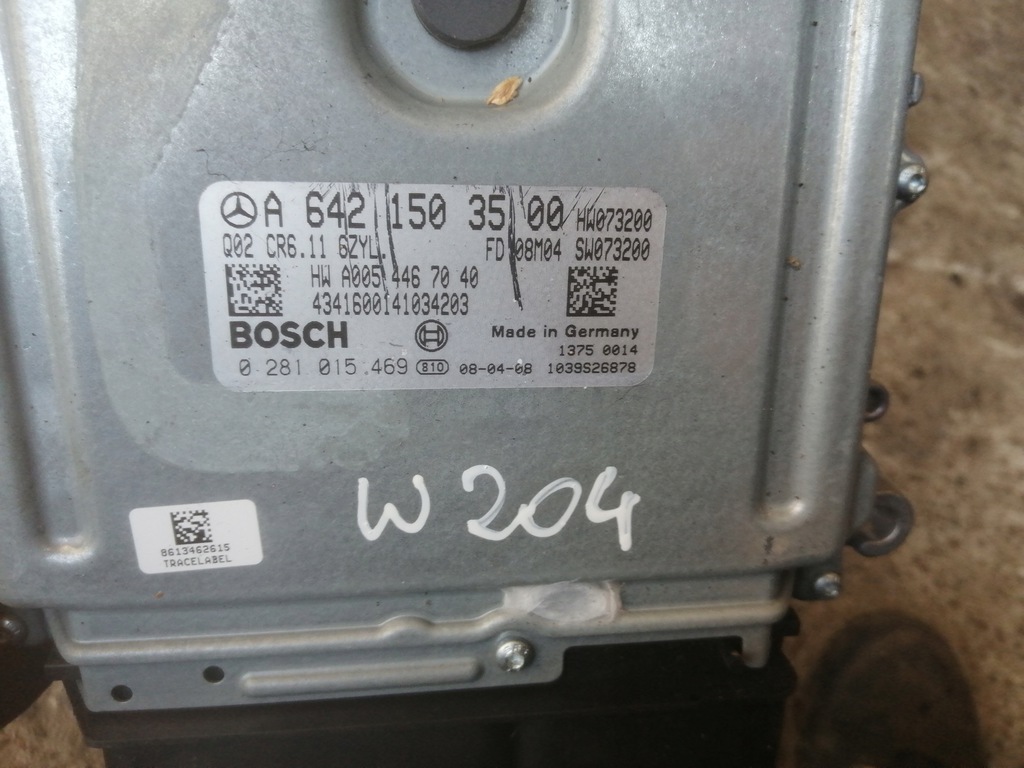 A 642 150 35 00 HW073200
Q02 CR6.11 6ZYL. FD 08M04 SW073200
HW A005 446 70 40
4341600141034203
BOSCH Made in Germany
1375 0014
0 281 015 469 810 08-04-08 1039S26878
W204
8613462615
TRACELABEL